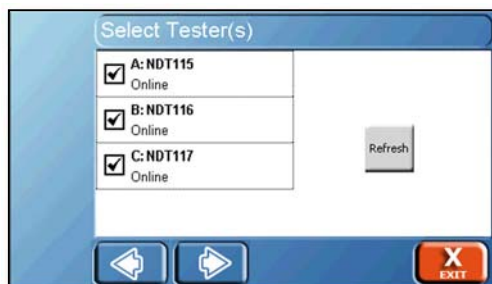 Select Tester(s)
A: NDT115
Online
B: NDT116
Online
C: NDT117
Online
Refresh
X
EXIT